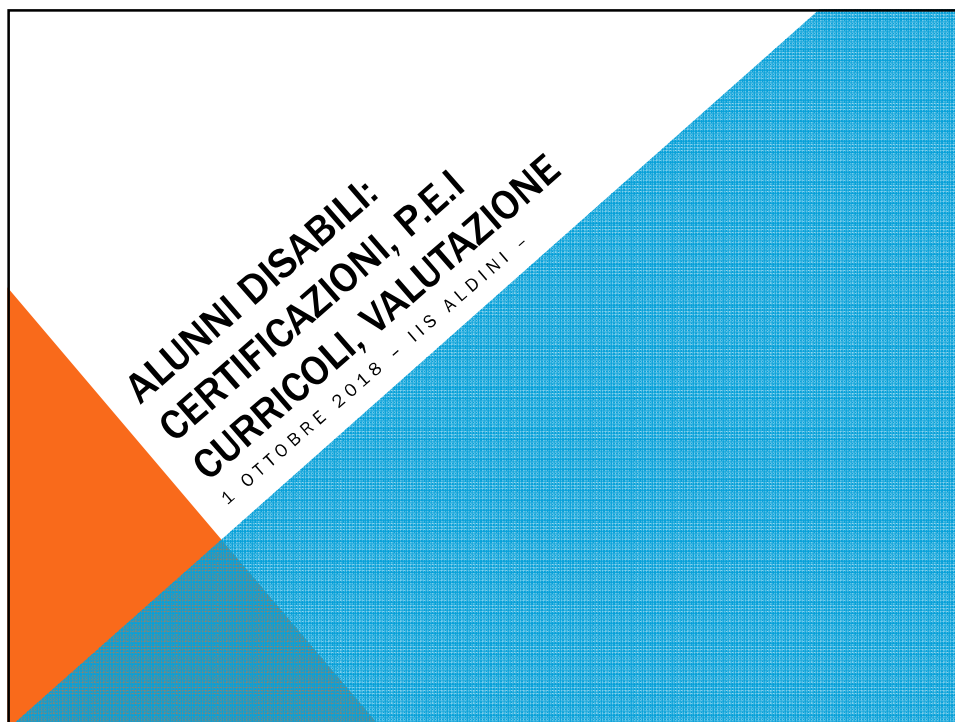 ALUNNI DISABILI:
CERTIFICAZIONI, P.E.I
CURRICOLI, VALUTAZIONE
1 OTTOBRE 2018 – IIS ALDINI –